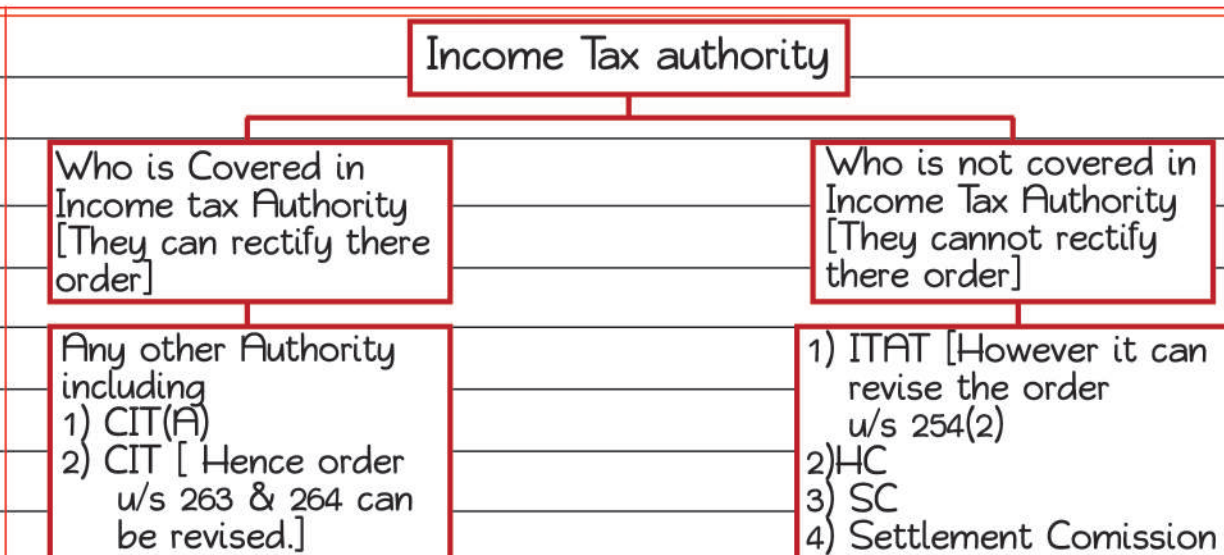 Income Tax authority
Who is Covered in
Income tax Authority
[They can rectify there
order]
Who is not covered in
Income Tax Authority
[They cannot rectify
there order]
Any other Authority
including
1) CIT(A)
2) CIT [ Hence order
u/s 263 & 264 can
be revised.]
1) ITAT [However it can
revise the order
u/s 254(2)
2)HC
3) SC
4) Settlement Comission